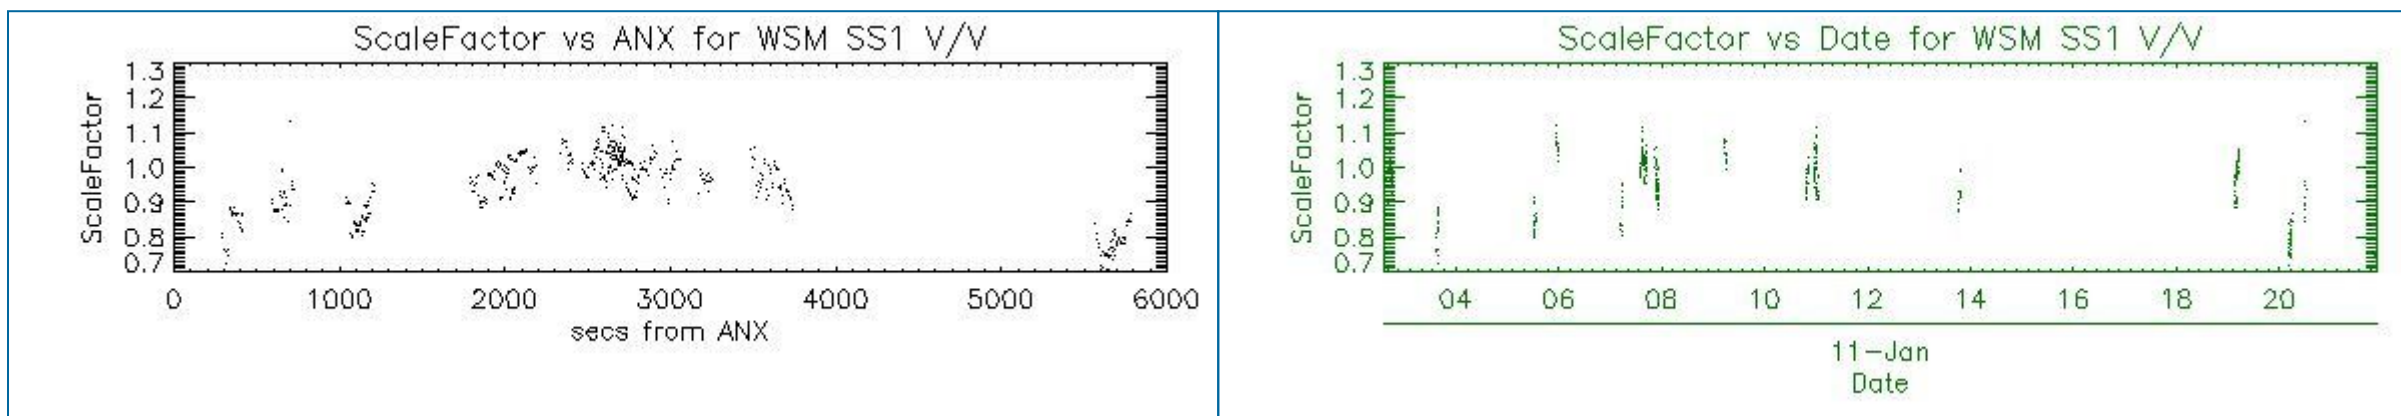 ScaleFactor vs ANX for WSM SS1 V/V
ScaleFactor
1.3
1.2
1.1
1.0
0.9
0.8
0.7
0 1000 2000 3000 4000 5000 6000
secs from ANX
ScaleFactor vs Date for WSM SS1 V/V
ScaleFactor
1.3
1.2
1.1
1.0
0.9
0.8
0.7
04 06 08 10 12 14 16 18 20
11-Jan
Date